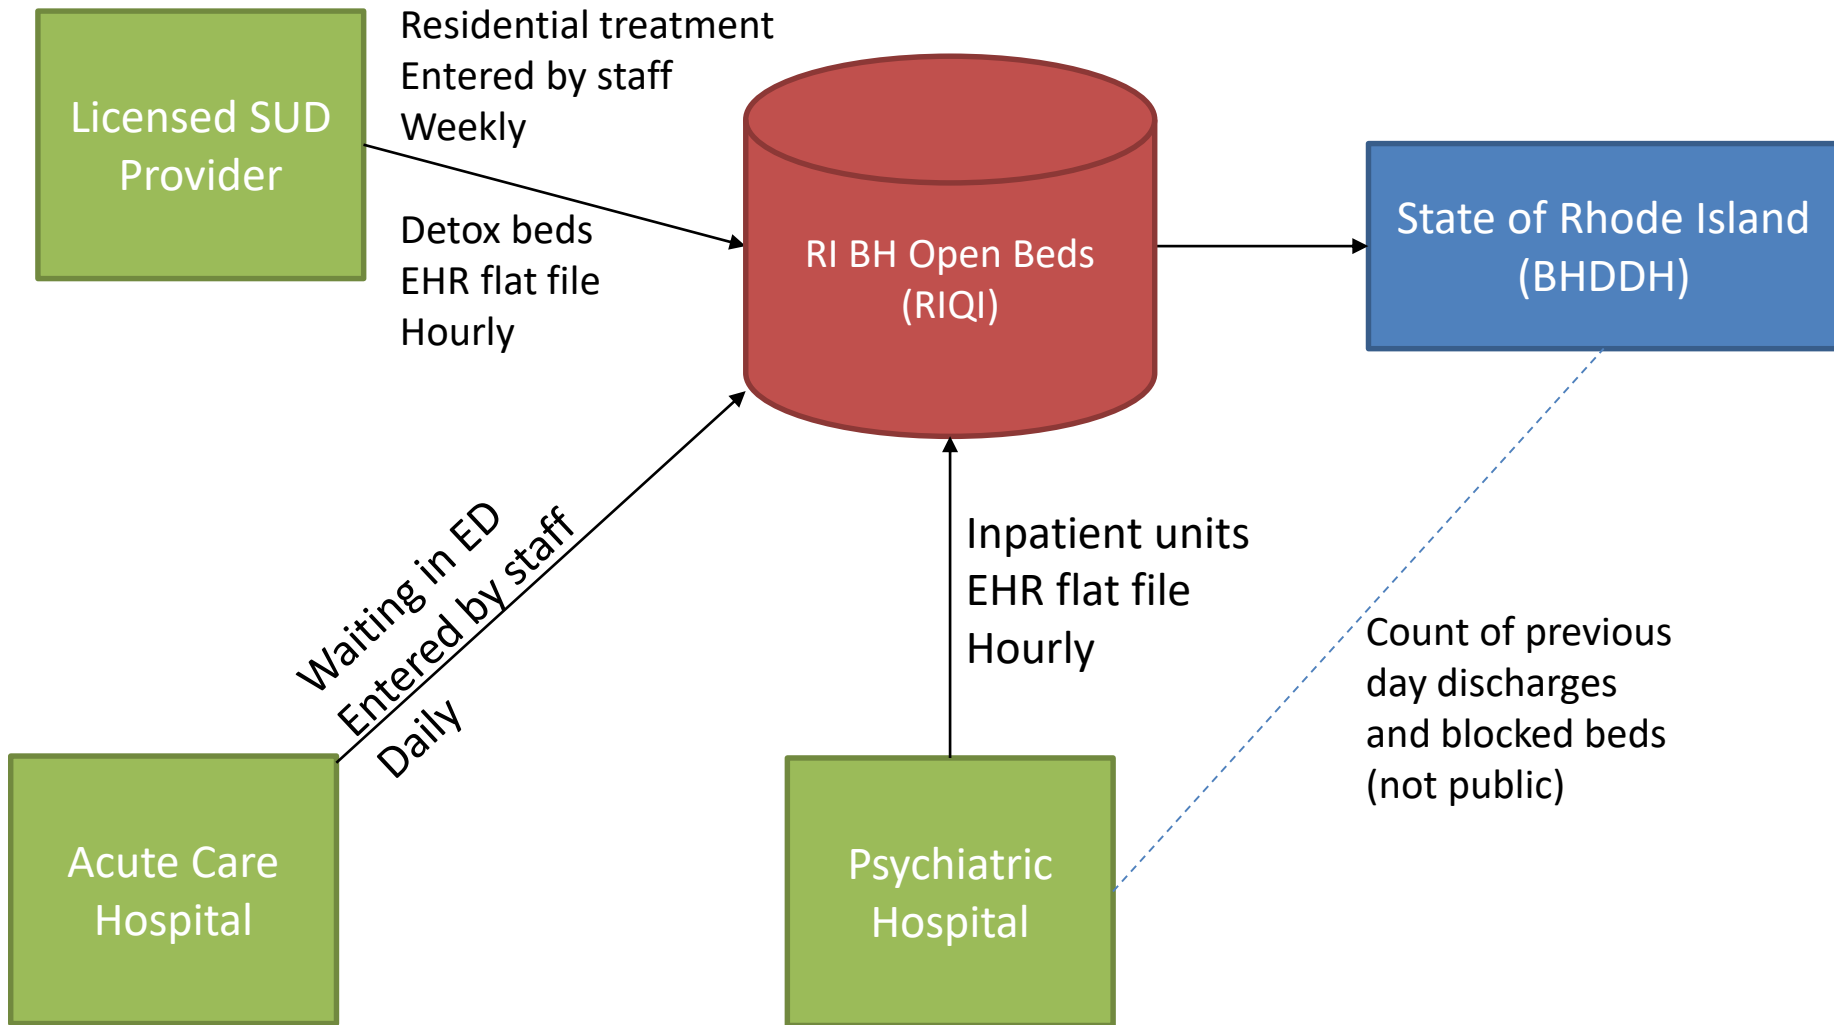 Licensed SUD
Provider
Residential treatment
Entered by staff
Weekly
Detox beds
EHR flat file
Hourly
RI BH Open Beds
(RIQI)
State of Rhode Island
(BHDDH)
Waiting in ED
Entered by staff
Daily
Inpatient units
EHR flat file
Hourly
Count of previous
day discharges
and blocked beds
(not public)
Acute Care
Hospital
Psychiatric
Hospital